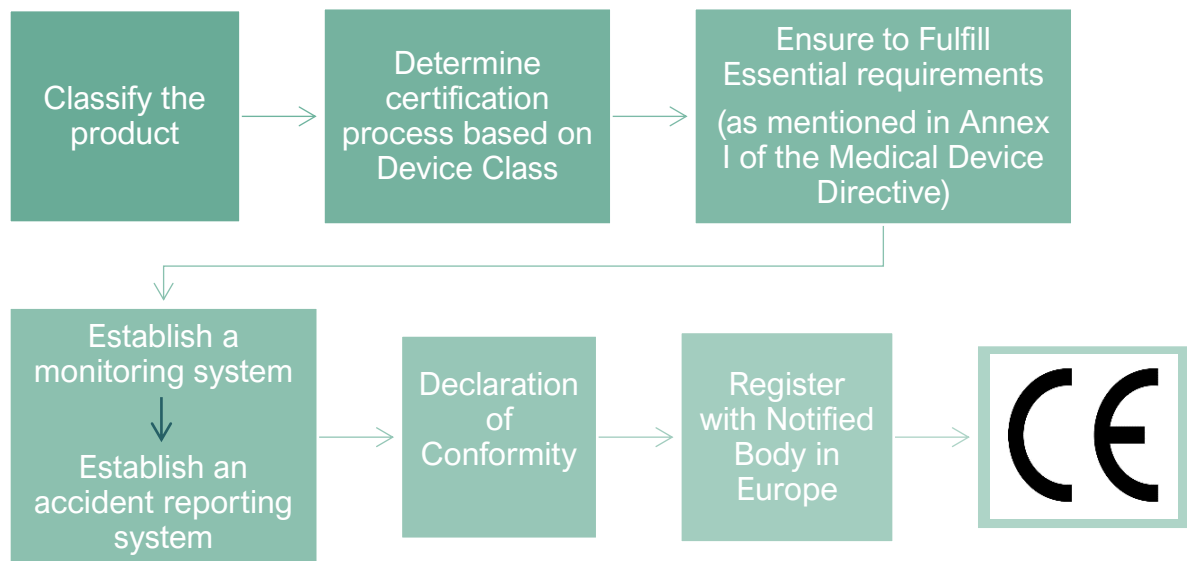 Classify the
product
Determine
certification
process based on
Device Class
Ensure to Fulfill
Essential requirements
(as mentioned in Annex
I of the Medical Device
Directive)
Establish a
monitoring system
Establish an
accident reporting
system
Declaration
of
Conformity
Register
with Notified
Body in
Europe
CE